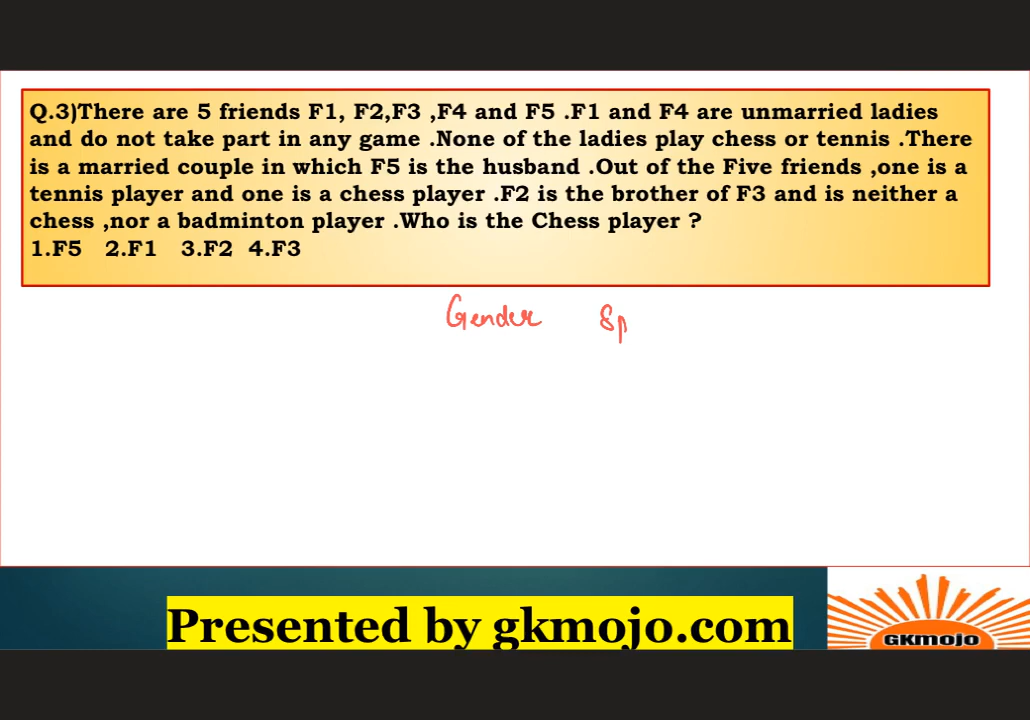 Q.3)There are 5 friends F1, F2,F3 ,F4 and F5 .F1 and F4 are unmarried ladies
and do not take part in any game .None of the ladies play chess or tennis .There
is a married couple in which F5 is the husband .Out of the Five friends ,one is a
tennis player and one is a chess player .F2 is the brother of F3 and is neither a
chess ,nor a badminton player .Who is the Chess player ?
1.F5 2.F1 3.F2 4.F3
Gender Sp
Presented by gkmojo.com
GKmojo